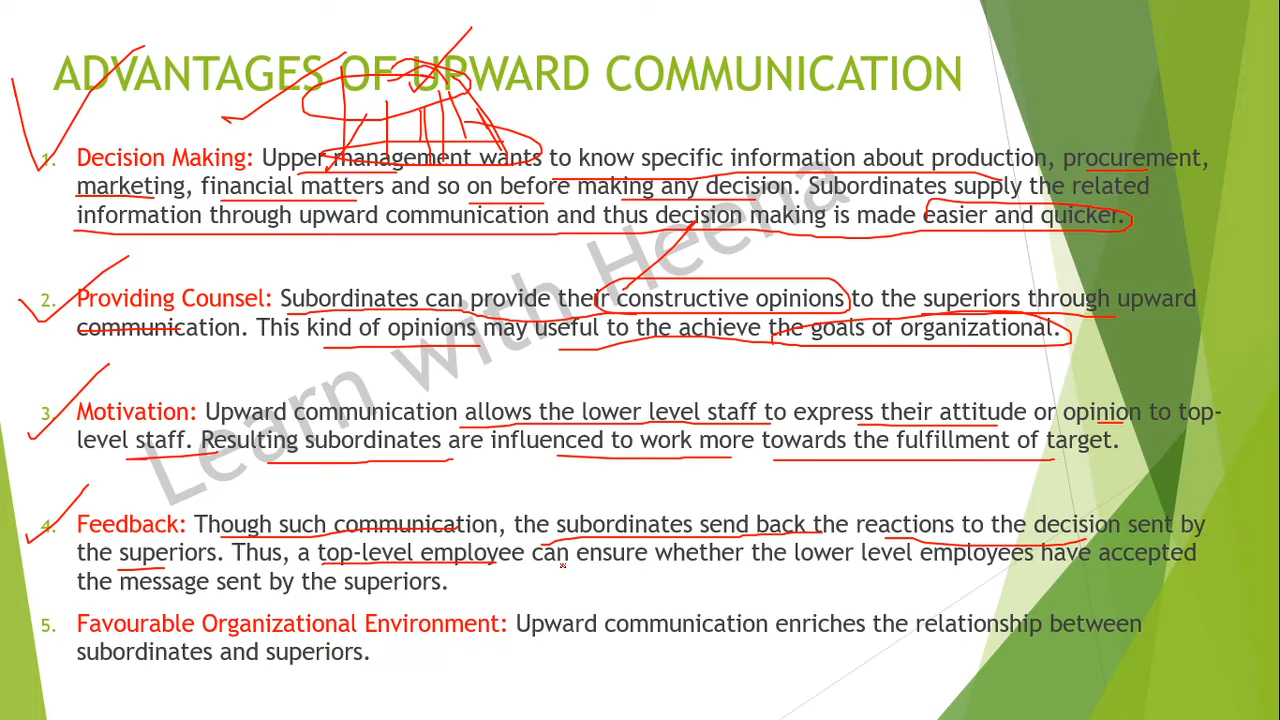 ADVANTAGES OF UPWARD COMMUNICATION
1. Decision Making: Upper management wants to know specific information about production, procurement,
marketing, financial matters and so on before making any decision. Subordinates supply the related
information through upward communication and thus decision making is made easier and quicker.
2. Providing Counsel: Subordinates can provide their constructive opinions to the superiors through upward
communication. This kind of opinions may useful to the achieve the goals of organizational.
3. Motivation: Upward communication allows the lower level staff to express their attitude or opinion to top-
level staff. Resulting subordinates are influenced to work more towards the fulfillment of target.
4. Feedback: Though such communication, the subordinates send back the reactions to the decision sent by
the superiors. Thus, a top-level employee can ensure whether the lower level employees have accepted
the message sent by the superiors.
5. Favourable Organizational Environment: Upward communication enriches the relationship between
subordinates and superiors.
Learn with Heena